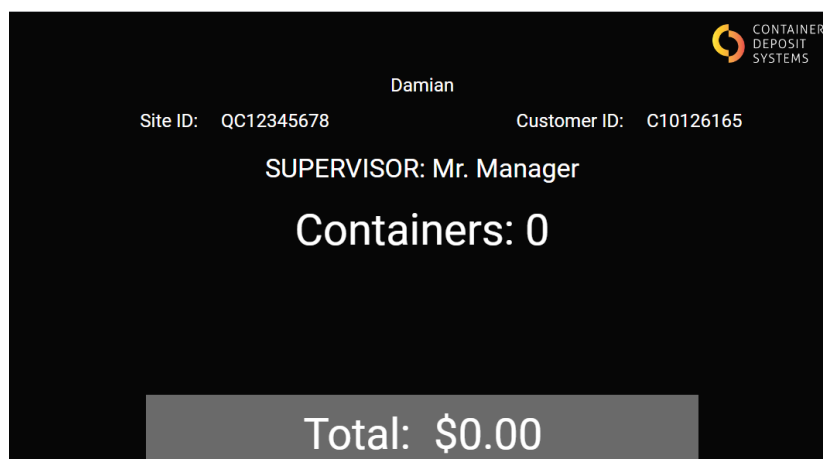 CONTAINER
DEPOSIT
SYSTEMS
Damian
Site ID: QC12345678 Customer ID: C10126165
SUPERVISOR: Mr. Manager
Containers: 0
Total: $0.00